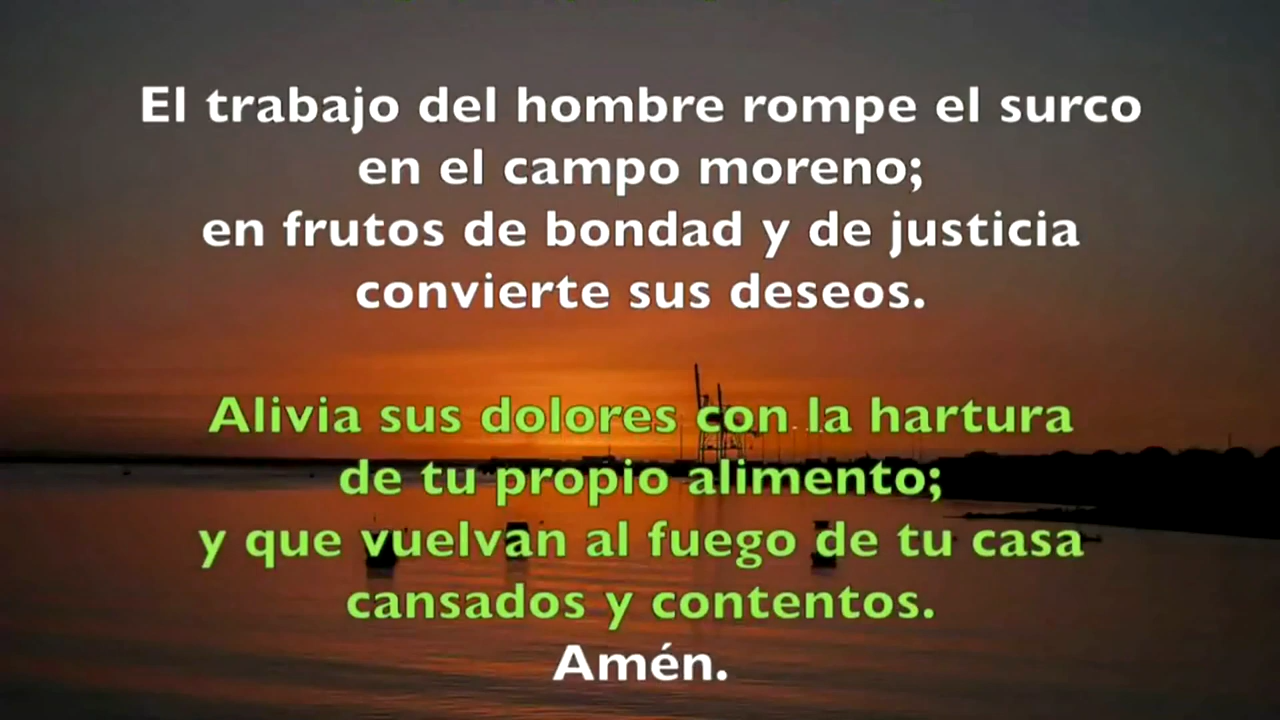 El trabajo del hombre rompe el surco
en el campo moreno;
en frutos de bondad y de justicia
convierte sus deseos.
Alivia sus dolores con la hartura
de tu propio alimento;
y que vuelvan al fuego de tu casa
cansados y contentos.
Amén.